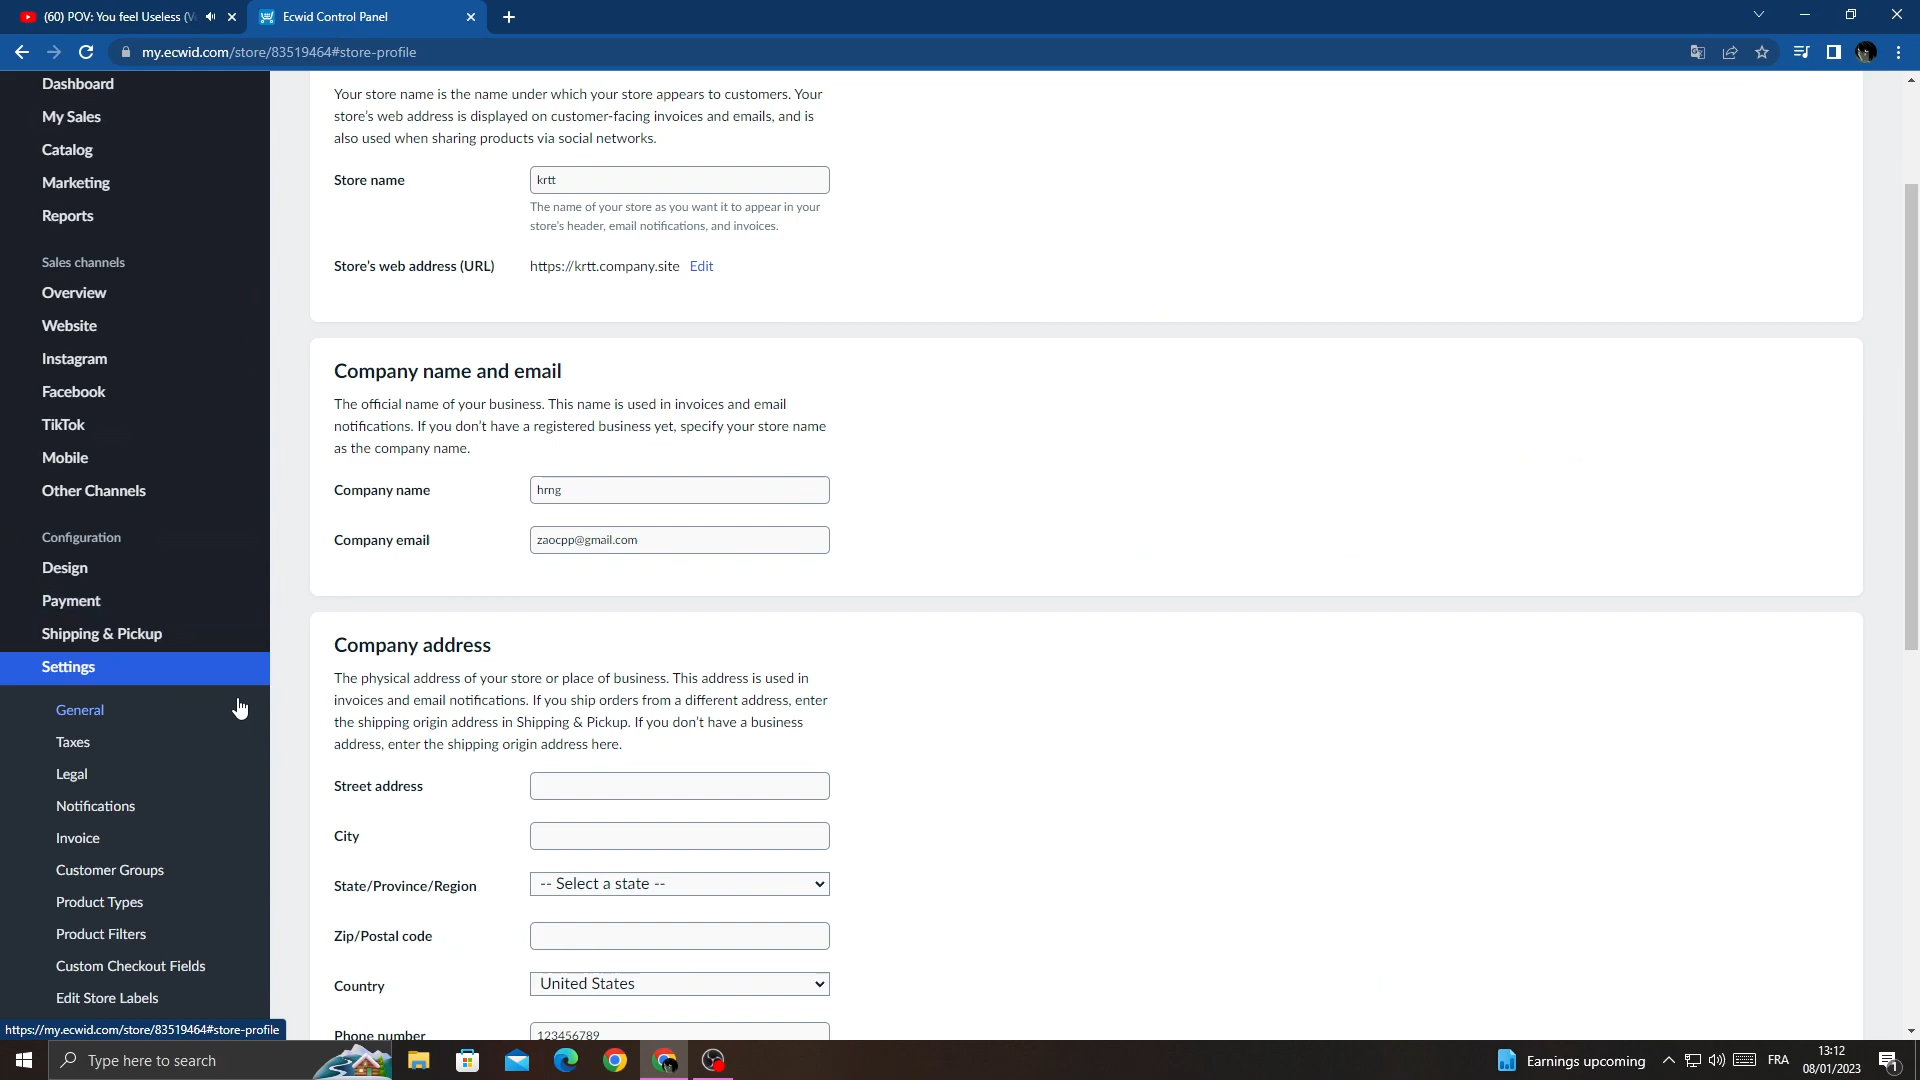 (60) POV: You feel Useless (V
Ecwid Control Panel
my.ecwid.com/store/83519464#store-profile
Dashboard
My Sales
Catalog
Marketing
Reports
Sales channels
Overview
Website
Instagram
Facebook
TikTok
Mobile
Other Channels
Configuration
Design
Payment
Shipping & Pickup
Settings
General
Taxes
Legal
Notifications
Invoice
Customer Groups
Product Types
Product Filters
Custom Checkout Fields
Edit Store Labels
https://my.ecwid.com/store/83519464#store-profile
Your store name is the name under which your store appears to customers. Your
store's web address is displayed on customer-facing invoices and emails, and is
also used when sharing products via social networks.
Store name
krtt
The name of your store as you want it to appear in your
store's header, email notifications, and invoices.
Store's web address (URL)
https://krtt.company.site Edit
Company name and email
The official name of your business. This name is used in invoices and email
notifications. If you don't have a registered business yet, specify your store name
as the company name.
Company name
hrng
Company email
zaocpp@gmail.com
Company address
The physical address of your store or place of business. This address is used in
invoices and email notifications. If you ship orders from a different address, enter
the shipping origin address in Shipping & Pickup. If you don't have a business
address, enter the shipping origin address here.
Street address
City
State/Province/Region
-- Select a state --
Zip/Postal code
Country
United States
Phone number
123456789
Type here to search
Earnings upcoming
FRA
13:12
08/01/2023
1